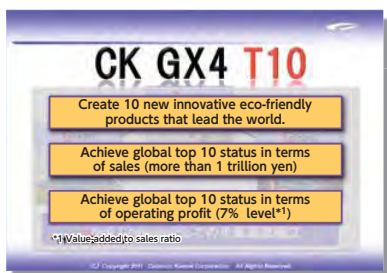 CK GX4 T10
Create 10 new innovative eco-friendly
products that lead the world.
Achieve global top 10 status in terms
of sales (more than 1 trillion yen)
Achieve global top 10 status in terms
of operating profit (7% level*1)
*1 Value-added to sales ratio
(C) Copyright 2011 Calsonic Kansei Corporation All Rights Reserved.